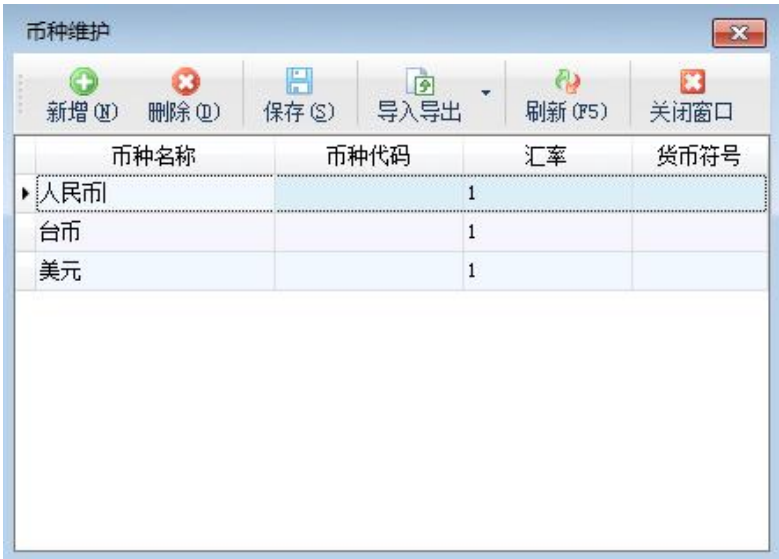 币种维护
新增(N) 删除(D) 保存(S) 导入导出 刷新(F5) 关闭窗口
币种名称 币种代码 汇率 货币符号
人民币 1
台币 1
美元 1